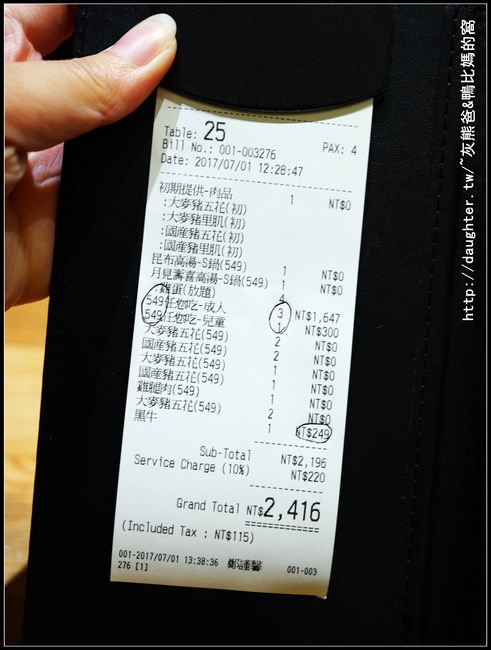 Table: 25 PAX: 4
Bill No.: 001-003276
Date: 2017/07/01 12:28:47
初期提供-肉品 1 NT$0
:大麥豬五花(初)
:大麥豬里肌(初)
:國産豬五花(初)
:國産豬里肌(初)
昆布高湯-S鍋(549) 1 NT$0
月見壽喜高湯-S鍋(549) 1 NT$0
:雞蛋(放題) 4
549任您吃-成人 3 NT$1,647
549任您吃-兒童 1 NT$300
大麥豬五花(549) 2 NT$0
國産豬五花(549) 2 NT$0
大麥豬五花(549) 1 NT$0
國産豬五花(549) 1 NT$0
雞腿肉(549) 1 NT$0
大麥豬五花(549) 2 NT$0
黑牛 1 NT$249
Sub-Total NT$2,196
Service Charge (10%) NT$220
Grand Total NT$2,416
(Included Tax : NT$115)
001-2017/07/01 13:38:36 001-003
276 [1]
http://daughter.tw/~灰熊爸&鴨比媽的窩